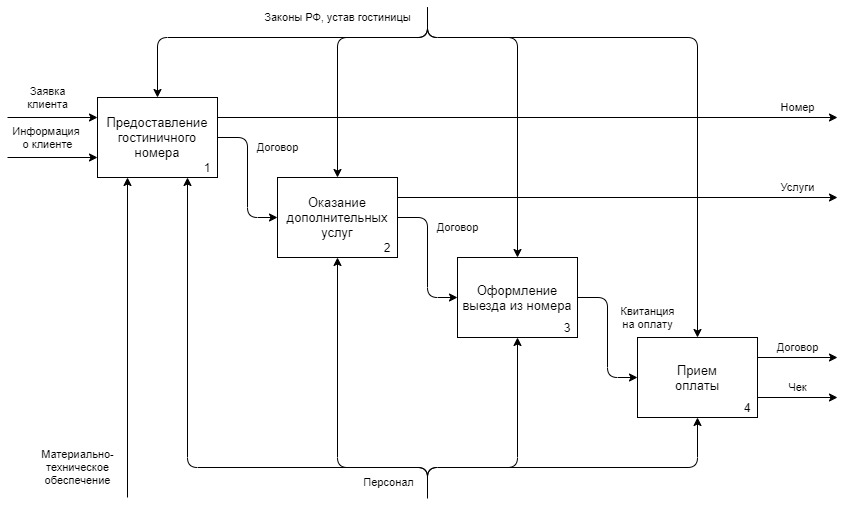 Законы РФ, устав гостиницы
Заявка
клиента
Информация
о клиенте
Предоставление
гостиничного
номера
1
Номер
Договор
Оказание
дополнительных
услуг
2
Услуги
Договор
Оформление
выезда из номера
3
Квитанция
на оплату
Прием
оплаты
4
Договор
Чек
Материально-
техническое
обеспечение
Персонал